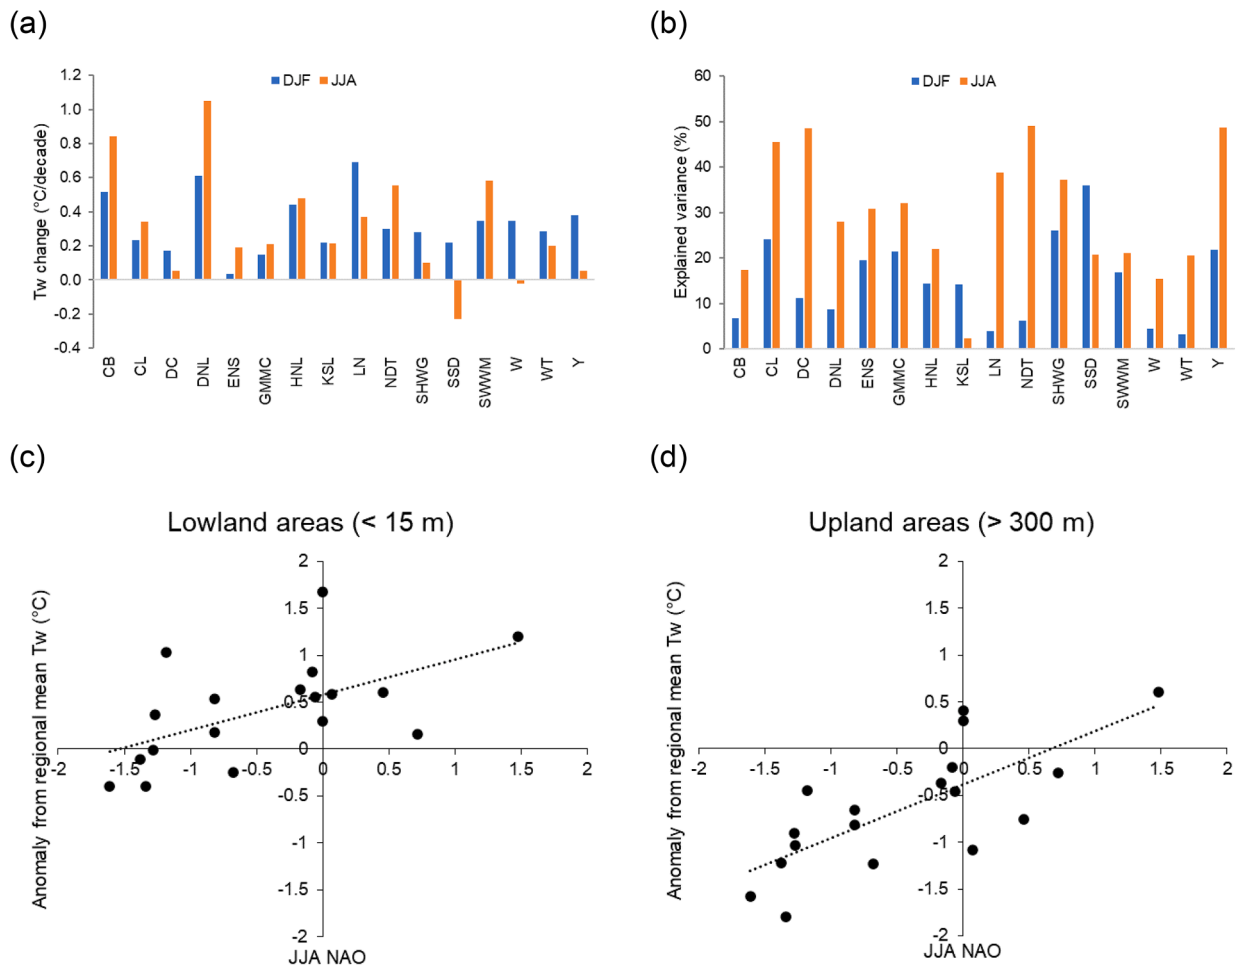 (a)
DJF JJA
Tw change (°C/decade)
1.2
1.0
0.8
0.6
0.4
0.2
0.0
-0.2
-0.4
CB CL DC DNL ENS GMMC HNL KSL LN NDT SHWG SSD SWWM W WT Y
(b)
DJF JJA
Explained variance (%)
60
50
40
30
20
10
0
CB CL DC DNL ENS GMMC HNL KSL LN NDT SHWG SSD SWWM W WT Y
(c)
Lowland areas (< 15 m)
Anomaly from regional mean Tw (°C)
2
1.5
1
0.5
0
-0.5
-1
-1.5
-2
-2 -1.5 -1 -0.5 0 0.5 1 1.5 2
JJA NAO
(d)
Upland areas (> 300 m)
Anomaly from regional mean Tw (°C)
2
1.5
1
0.5
0
-0.5
-1
-1.5
-2
-2 -1.5 -1 -0.5 0 0.5 1 1.5 2
JJA NAO